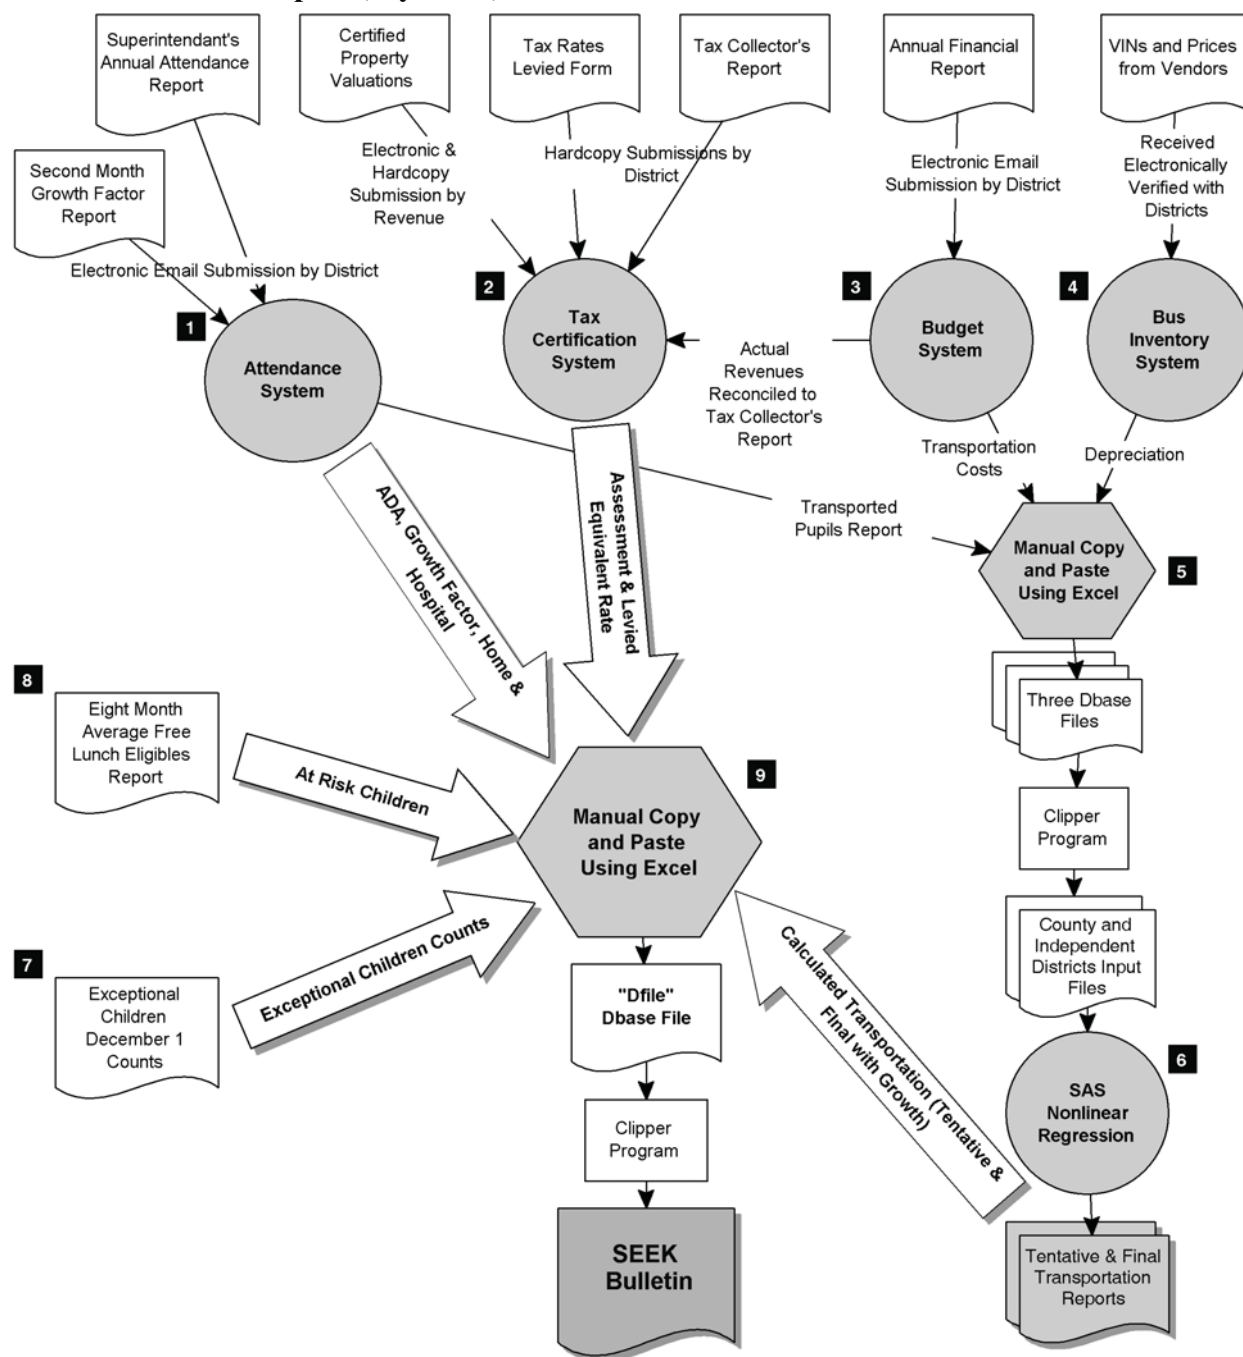 Superintendant's
Annual Attendance
Report
Certified
Property
Valuations
Tax Rates
Levied Form
Tax Collector's
Report
Annual Financial
Report
VINs and Prices
from Vendors
Second Month
Growth Factor
Report
Electronic &
Hardcopy
Submission by
Revenue
Hardcopy Submissions by
District
Electronic Email
Submission by District
Received
Electronically
Verified with
Districts
Electronic Email Submission by District
1
Attendance
System
2
Tax
Certification
System
3
Budget
System
4
Bus
Inventory
System
Actual
Revenues
Reconciled to
Tax Collector's
Report
Transportation
Costs
Depreciation
Transported
Pupils Report
ADA, Growth Factor, Home &
Hospital
Assessment & Levied
Equivalent Rate
Manual Copy
and Paste
Using Excel
5
Three Dbase
Files
Clipper
Program
County and
Independent
Districts Input
Files
6
SAS
Nonlinear
Regression
Tentative & Final
Transportation
Reports
Calculated Transportation (Tentative &
FInal with Growth)
8
Eight Month
Average Free
Lunch Eligibles
Report
At Risk Children
7
Exceptional
Children
December 1
Counts
Exceptional Children Counts
9
Manual Copy
and Paste
Using Excel
"Dfile"
Dbase File
Clipper
Program
SEEK
Bulletin